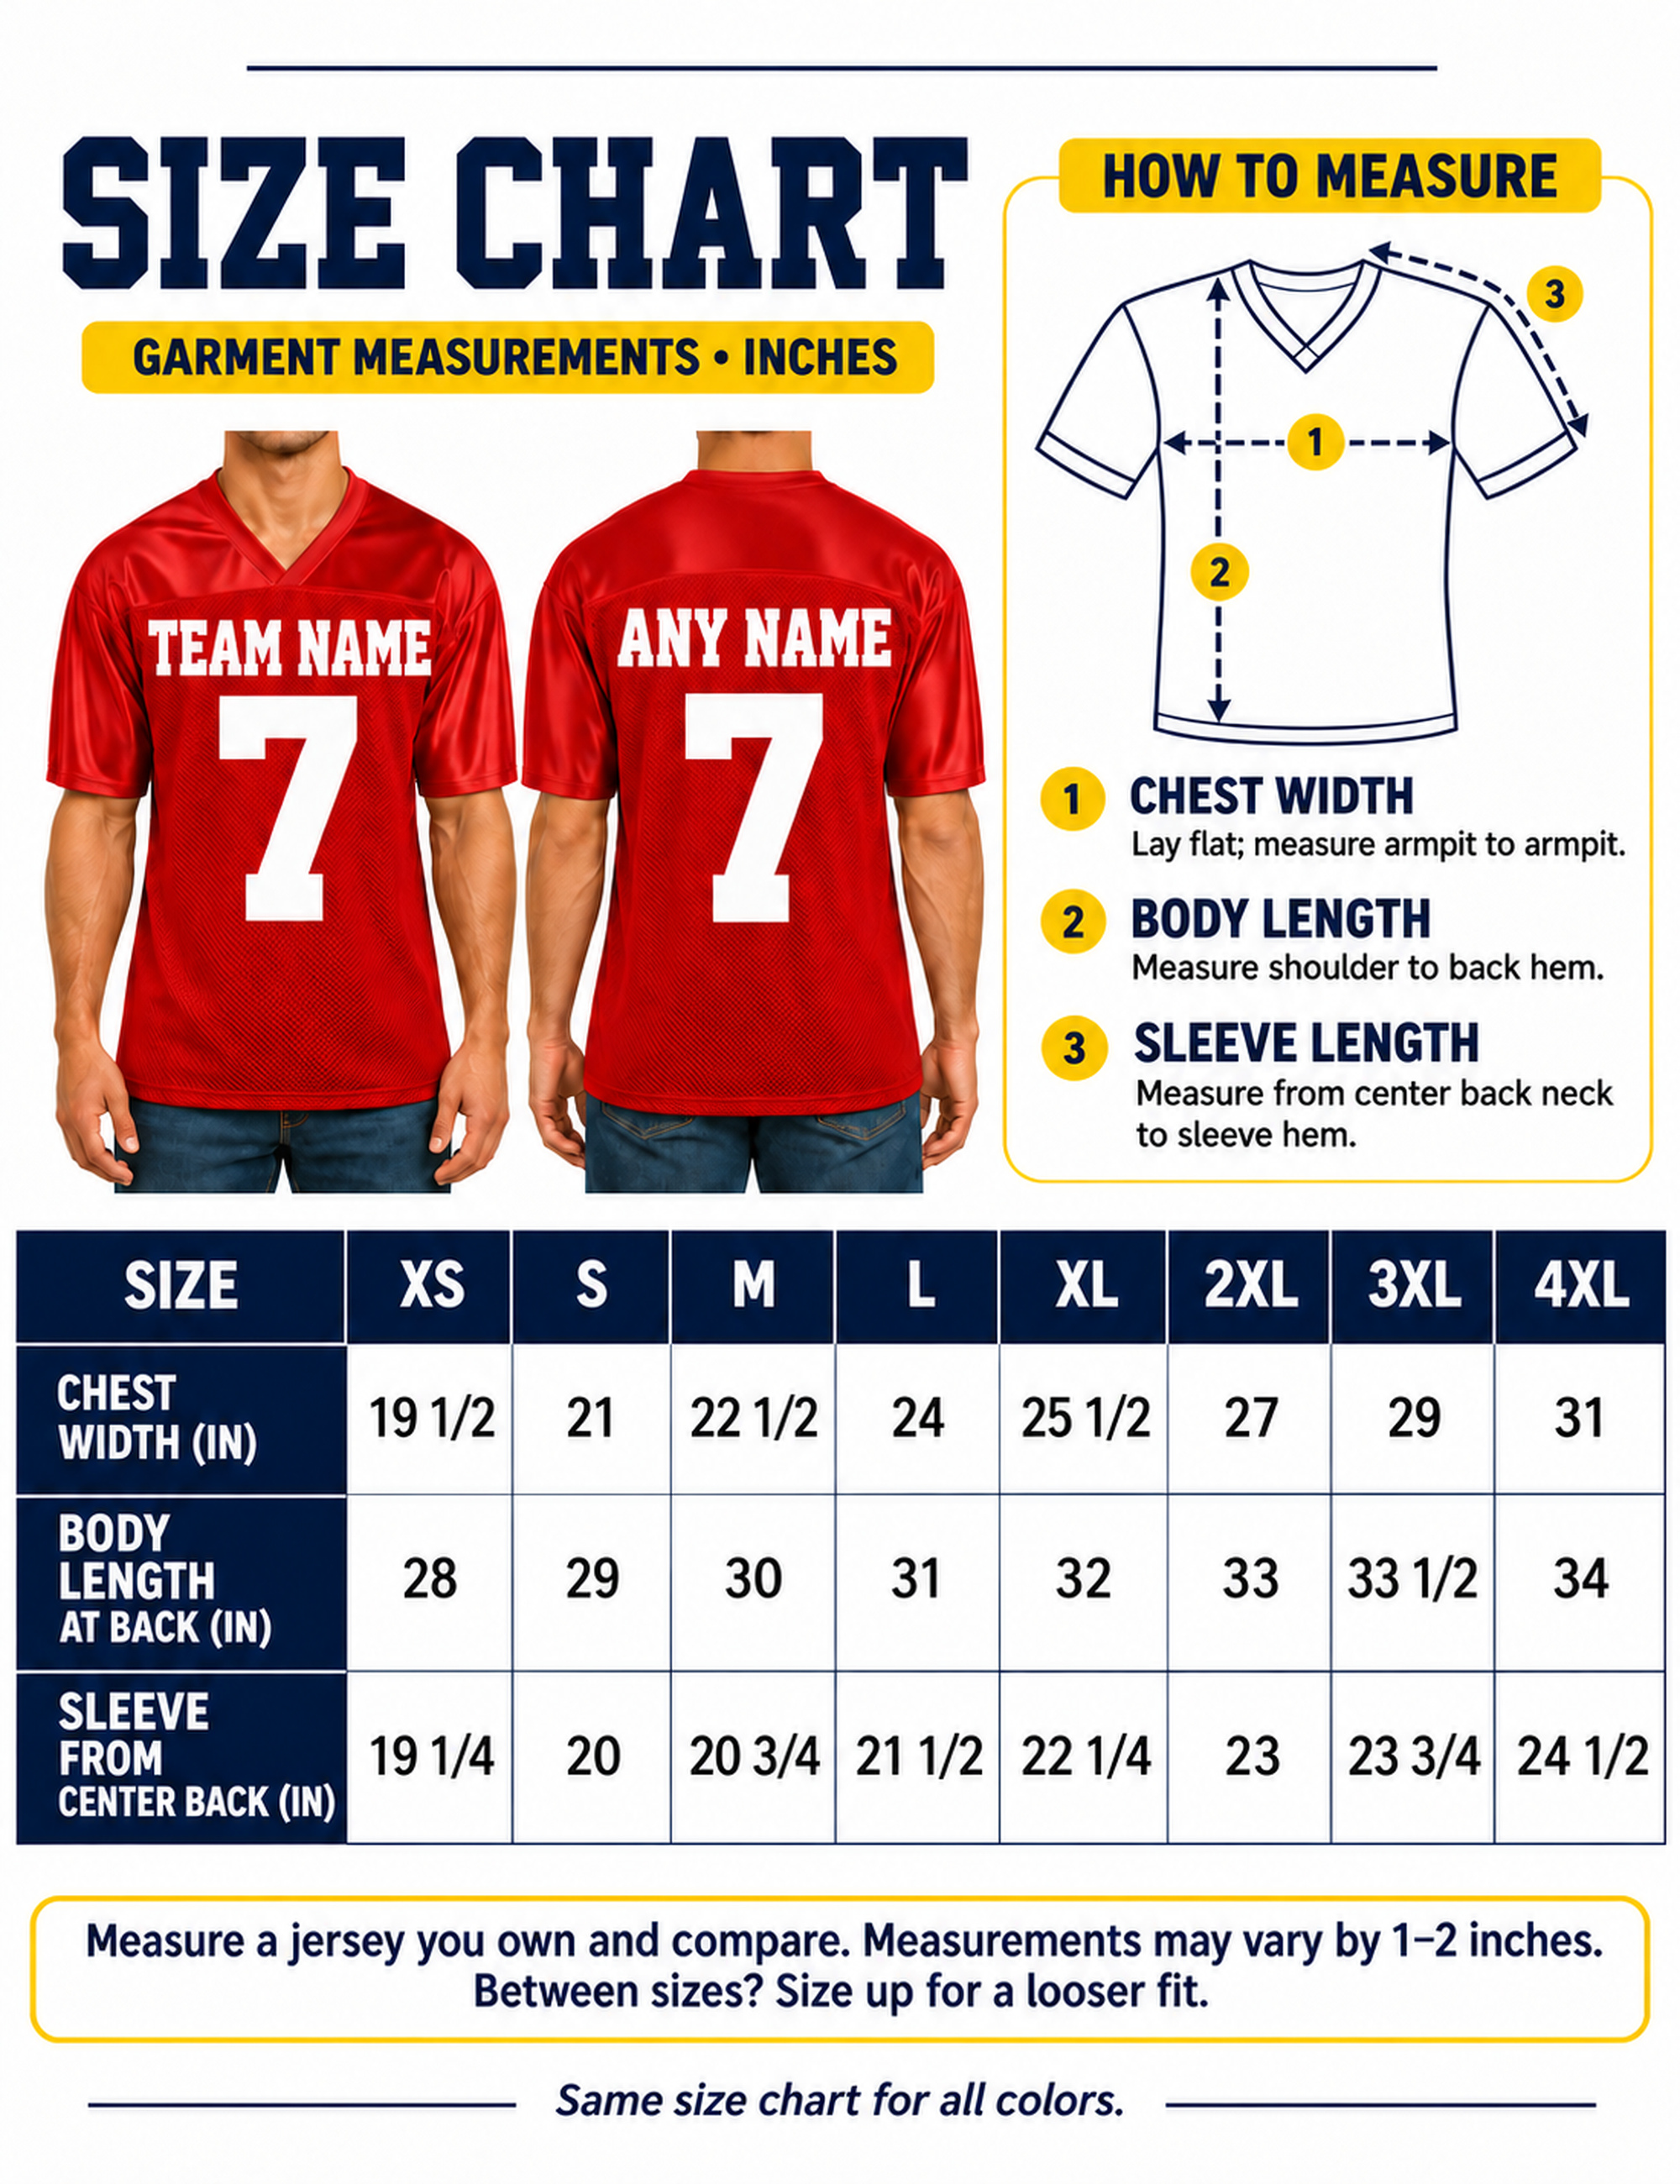 SIZE CHART
GARMENT MEASUREMENTS • INCHES
TEAM NAME
7
ANY NAME
7
HOW TO MEASURE
3
1
2
1 CHEST WIDTH
Lay flat; measure armpit to armpit.
2 BODY LENGTH
Measure shoulder to back hem.
3 SLEEVE LENGTH
Measure from center back neck
to sleeve hem.
SIZE XS S M L XL 2XL 3XL 4XL
CHEST
WIDTH (IN)
19 1/2 21 22 1/2 24 25 1/2 27 29 31
BODY
LENGTH
AT BACK (IN)
28 29 30 31 32 33 33 1/2 34
SLEEVE
FROM
CENTER BACK (IN)
19 1/4 20 20 3/4 21 1/2 22 1/4 23 23 3/4 24 1/2
Measure a jersey you own and compare. Measurements may vary by 1–2 inches.
Between sizes? Size up for a looser fit.
Same size chart for all colors.